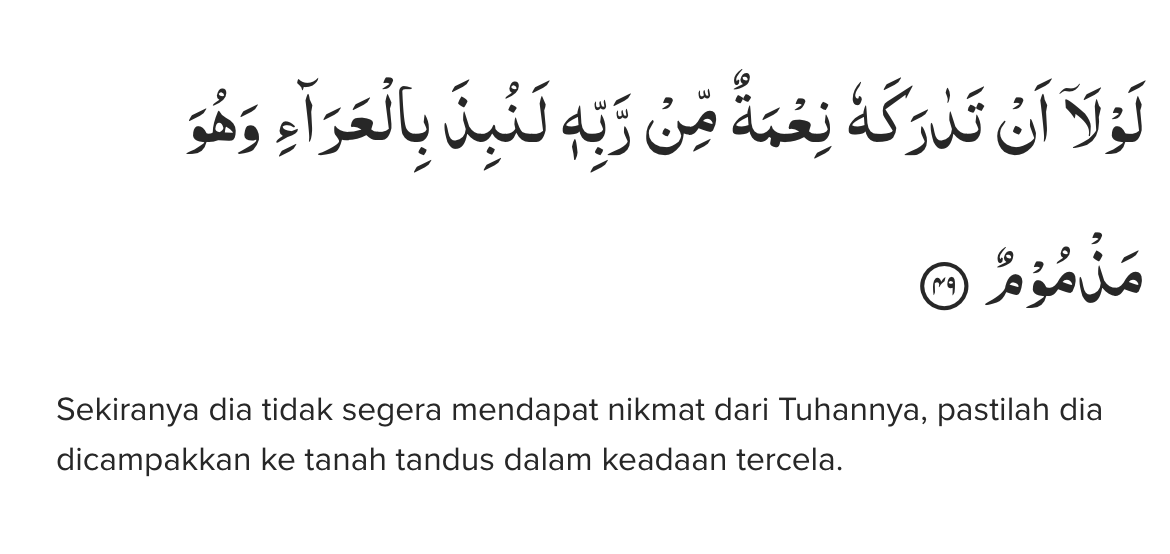 لَوْلَآ اَنْ تَدٰرَكَهٗ نِعْمَةٌ مِّنْ رَّبِّهٖ لَنُبِذَ بِالْعَرَاۤءِ وَهُوَ
مَذْمُوْمٌ ۝٤٩
Sekiranya dia tidak segera mendapat nikmat dari Tuhannya, pastilah dia
dicampakkan ke tanah tandus dalam keadaan tercela.